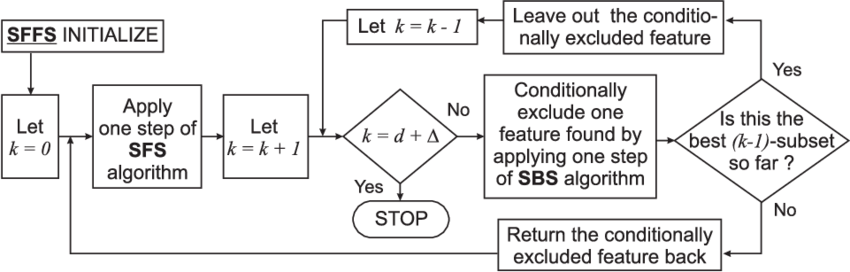 SFFS INITIALIZE
Let
k = 0
Apply
one step of
SFS
algorithm
Let
k = k + 1
Let k = k - 1
k = d + Δ
Yes
STOP
No
Conditionally
exclude one
feature found by
applying one step
of SBS algorithm
Leave out the conditio-
nally excluded feature
Yes
Is this the
best (k-1)-subset
so far ?
No
Return the conditionally
excluded feature back